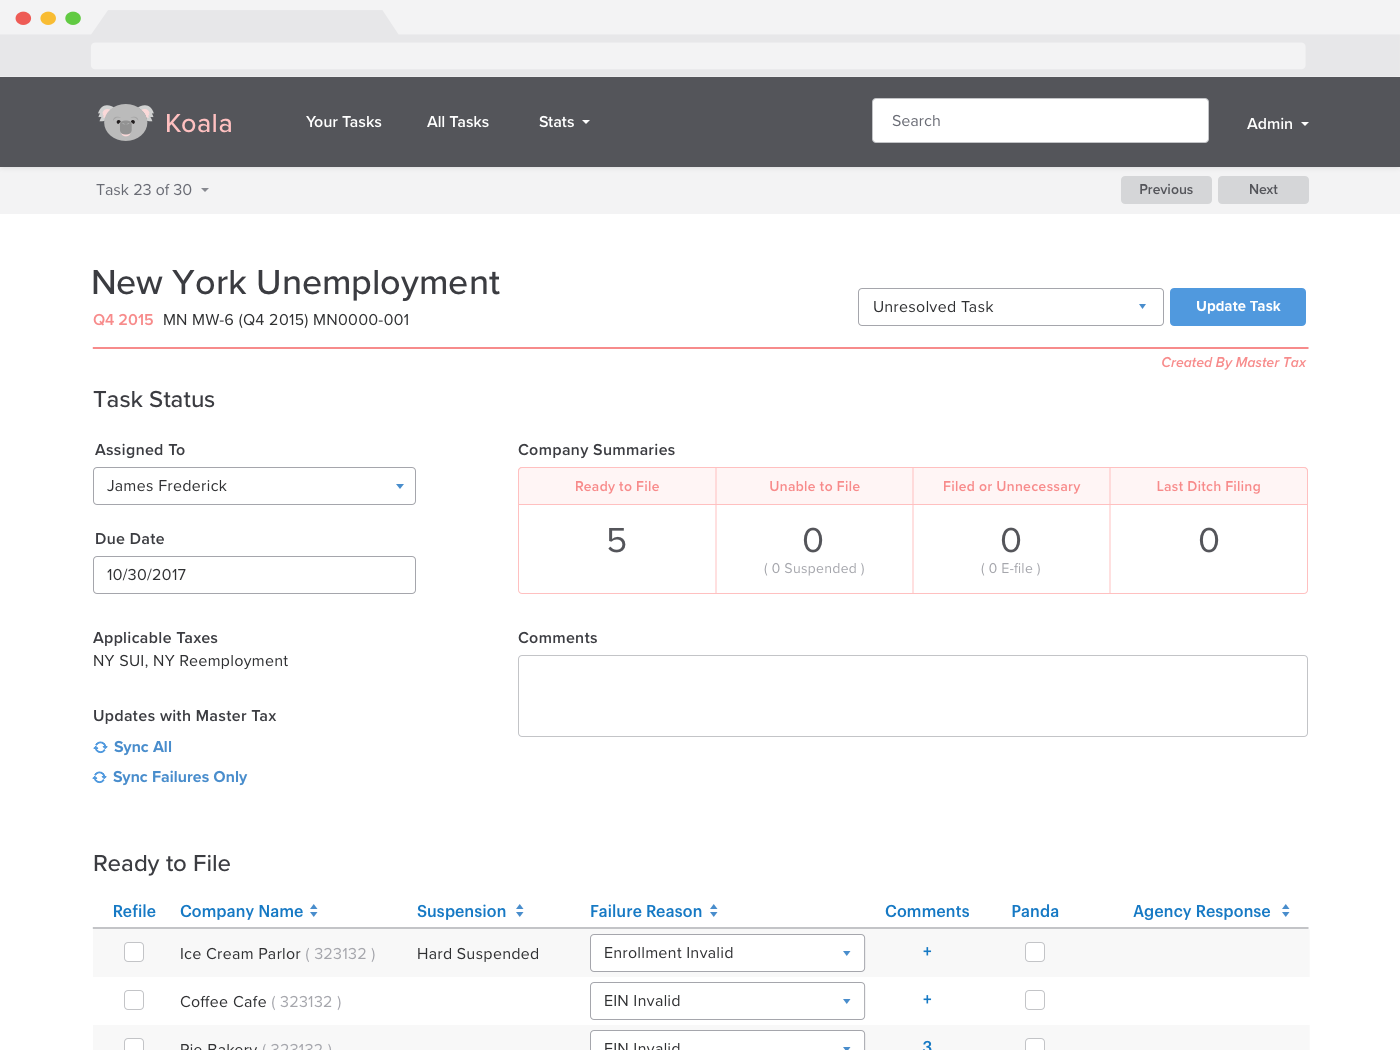 Koala
Your Tasks
All Tasks
Stats
Search
Admin
Task 23 of 30
Previous
Next
New York Unemployment
Q4 2015 MN MW-6 (Q4 2015) MN0000-001
Unresolved Task
Update Task
Created By Master Tax
Task Status
Assigned To
James Frederick
Due Date
10/30/2017
Applicable Taxes
NY SUI, NY Reemployment
Updates with Master Tax
Sync All
Sync Failures Only
Company Summaries
Ready to File Unable to File Filed or Unnecessary Last Ditch Filing
5 0 0 0
( 0 Suspended ) ( 0 E-file )
Comments
Ready to File
Refile Company Name Suspension Failure Reason Comments Panda Agency Response
Ice Cream Parlor ( 323132 ) Hard Suspended Enrollment Invalid +
Coffee Cafe ( 323132 ) EIN Invalid +
Pie Bakery ( 323132 ) EIN Invalid 3